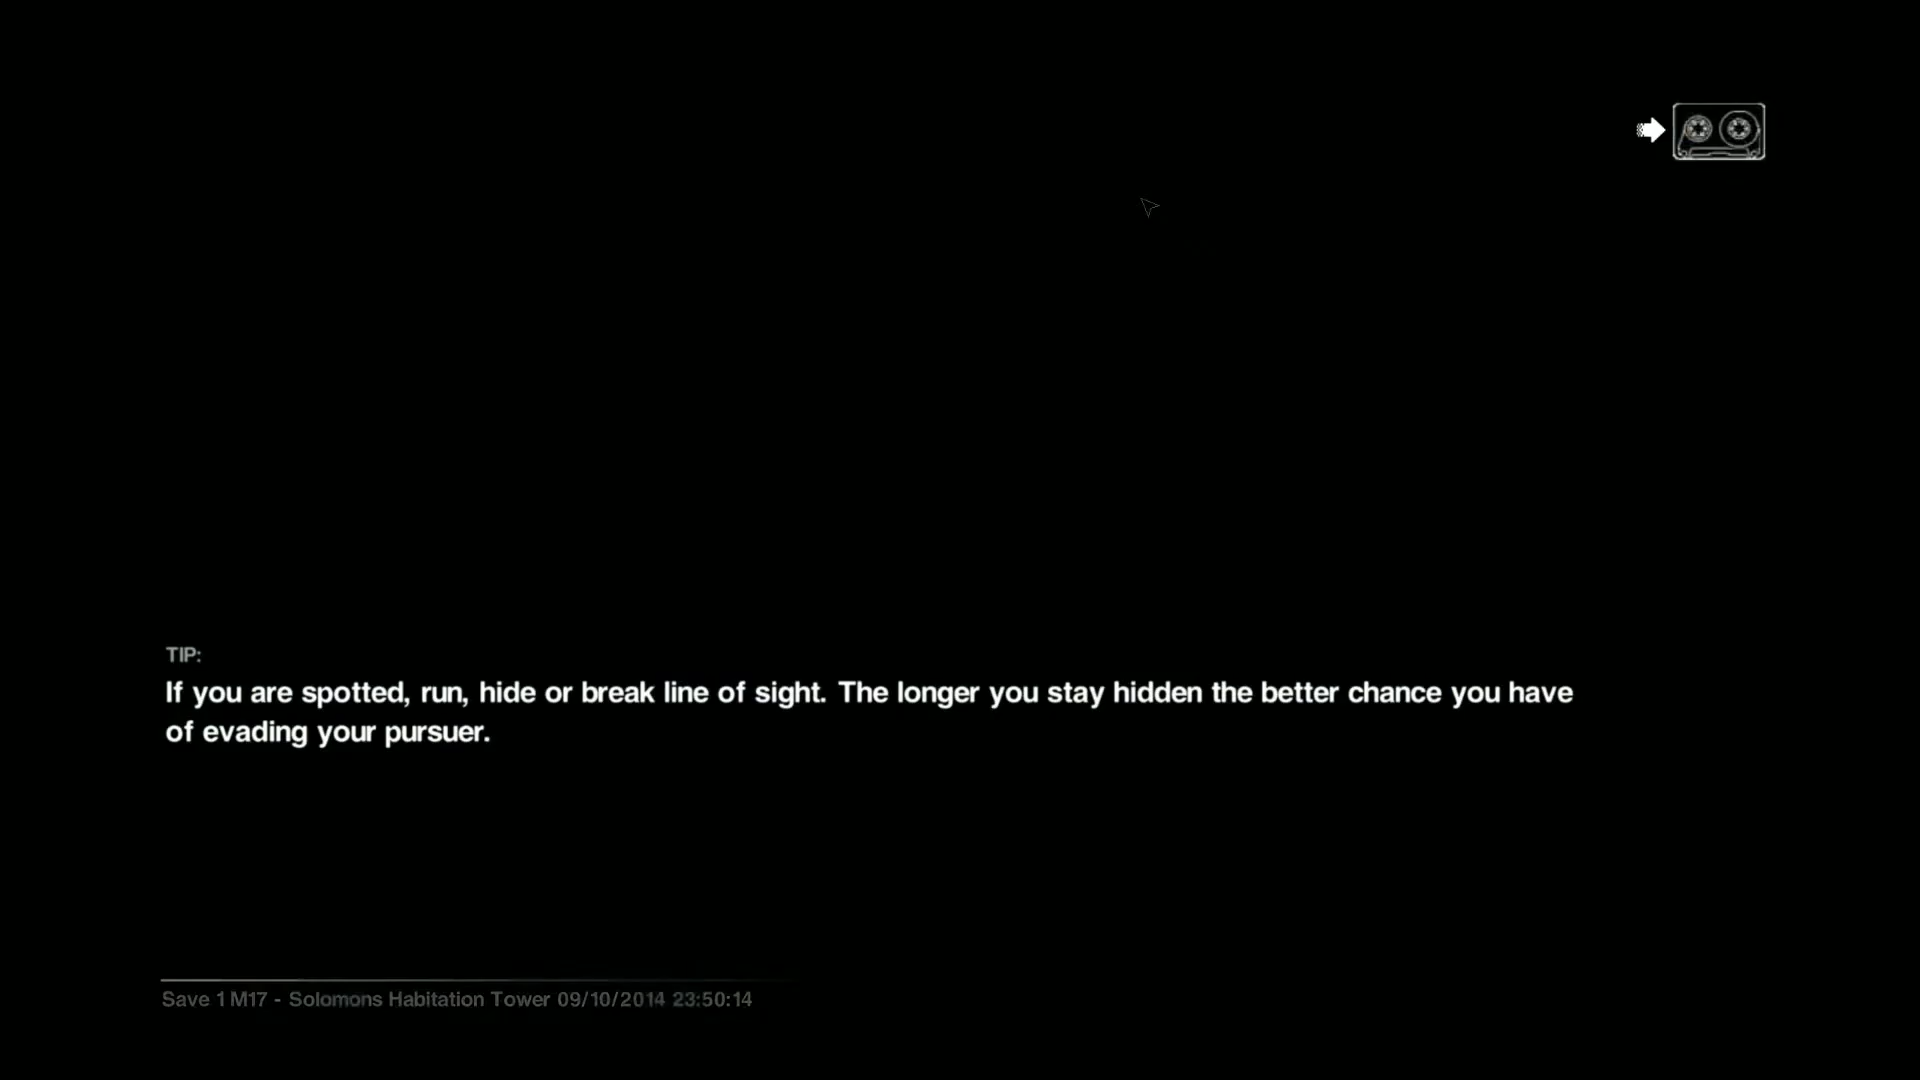 TIP:
If you are spotted, run, hide or break line of sight. The longer you stay hidden the better chance you have
of evading your pursuer.
Save 1 M17 - Solomons Habitation Tower 09/10/2014 23:50:14